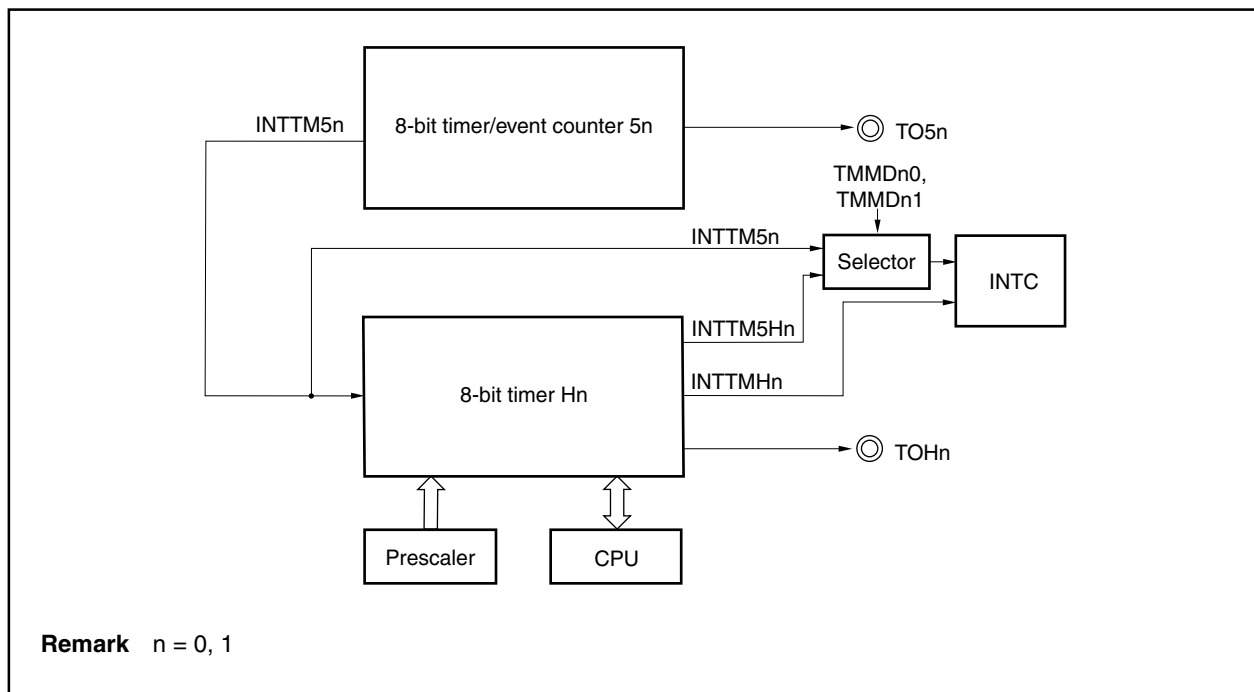 INTTM5n
8-bit timer/event counter 5n
TO5n
TMMDn0,
TMMDn1
INTTM5n
Selector
INTC
INTTM5Hn
8-bit timer Hn
INTTMHn
TOHn
Prescaler
CPU
Remark n = 0, 1